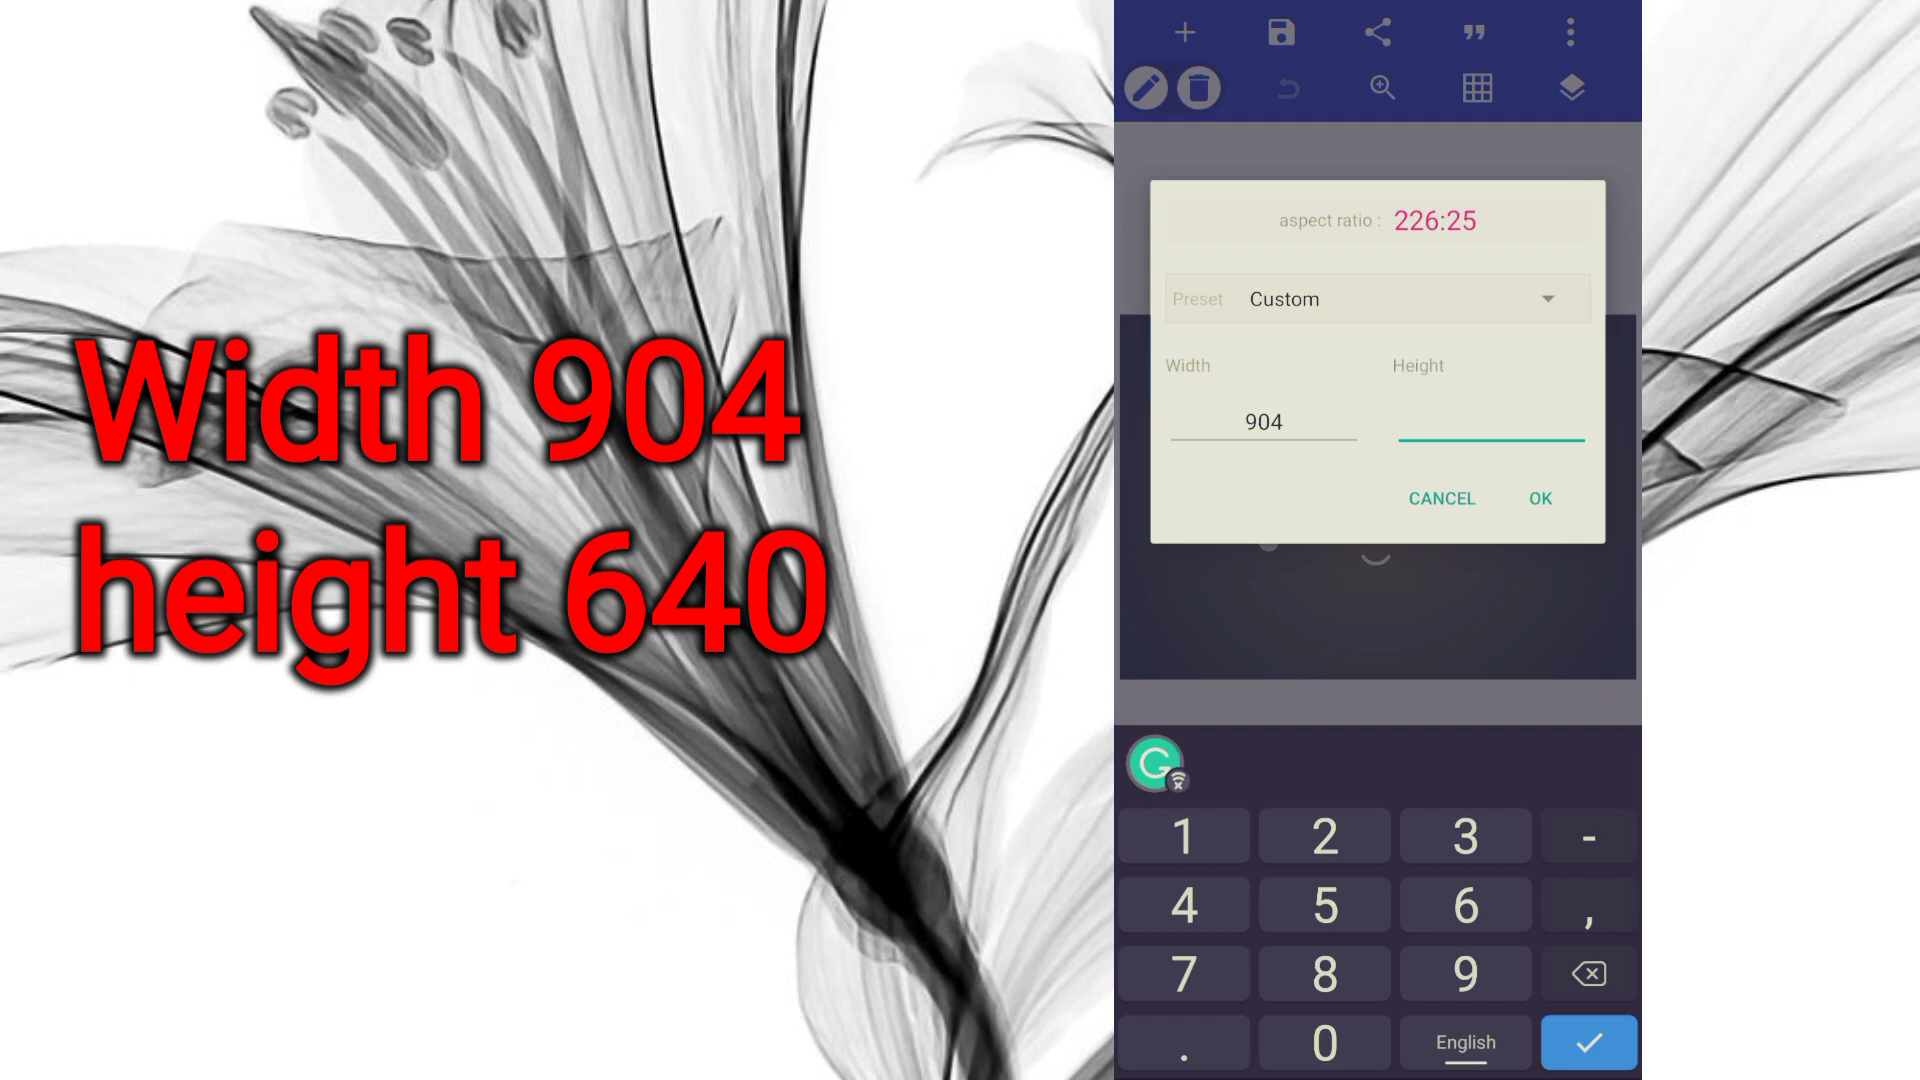 Width 904
height 640
aspect ratio : 226:25
Preset Custom
Width Height
904
CANCEL OK
1 2 3 -
4 5 6 ,
7 8 9
. 0 English